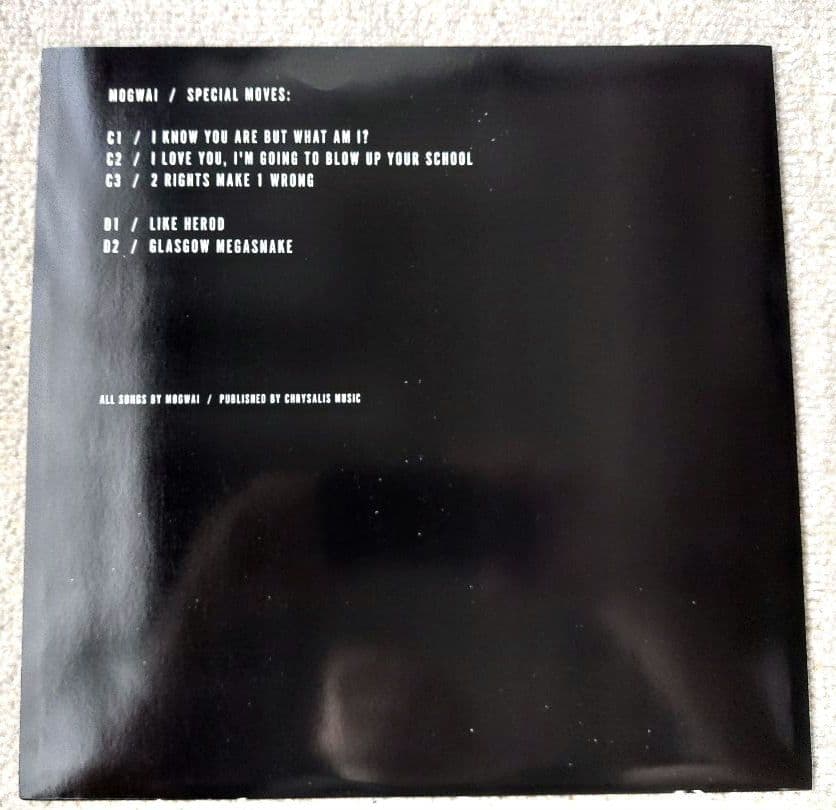 MOGWAI / SPECIAL MOVES:
C1 / I KNOW YOU ARE BUT WHAT AM I?
C2 / I LOVE YOU, I'M GOING TO BLOW UP YOUR SCHOOL
C3 / 2 RIGHTS MAKE 1 WRONG
D1 / LIKE HEROD
D2 / GLASGOW MEGASNAKE
ALL SONGS BY MOGWAI / PUBLISHED BY CHRYSALIS MUSIC